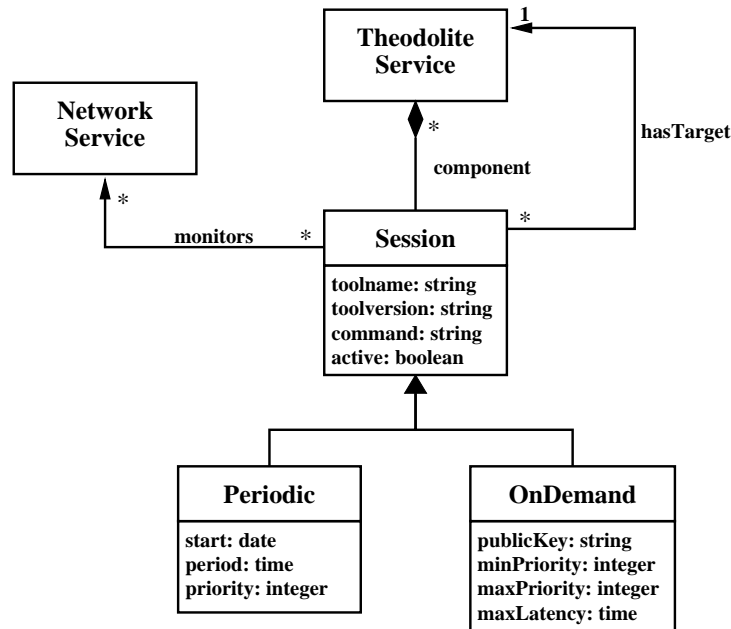 1
Theodolite
Service
Network
Service
*
hasTarget
component
*
*
monitors
*
Session
toolname: string
toolversion: string
command: string
active: boolean
Periodic
start: date
period: time
priority: integer
OnDemand
publicKey: string
minPriority: integer
maxPriority: integer
maxLatency: time